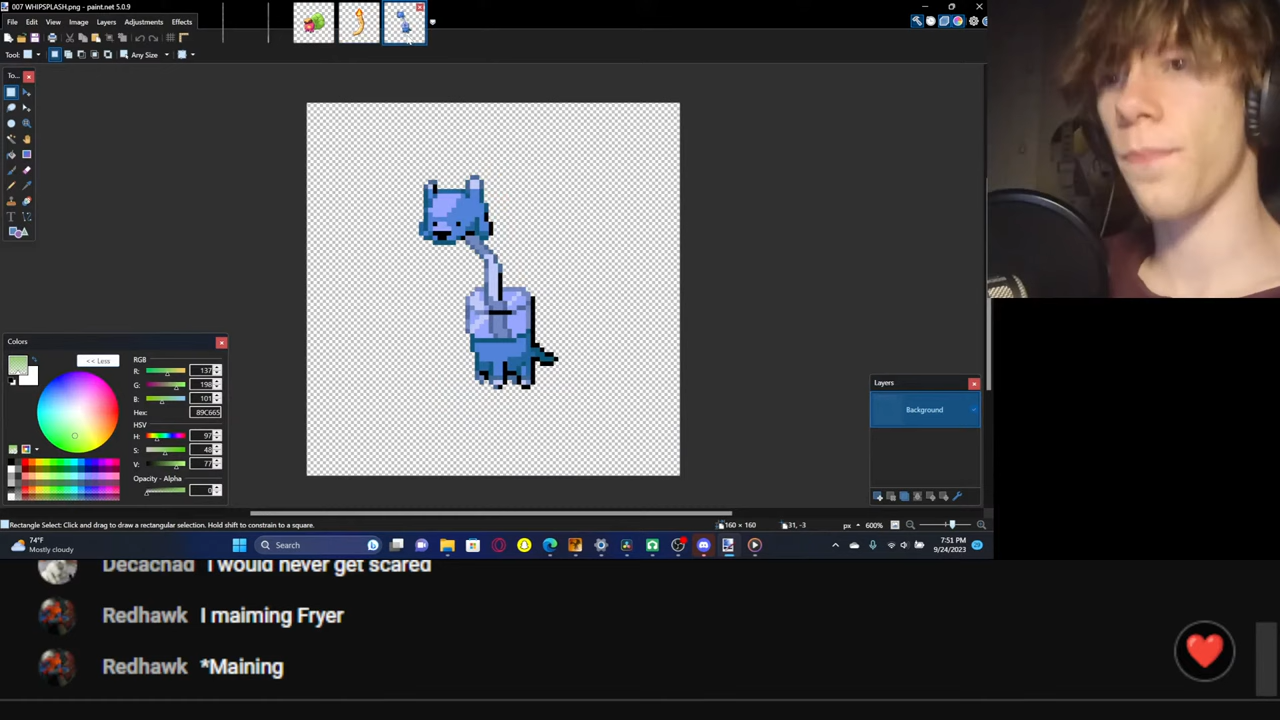 007 WHIPSPLASH.png - paint.net 5.0.9
File Edit View Image Layers Adjustments Effects
Tool: Any Size
To...
Colors
<< Less
RGB
R: 137
G: 198
B: 101
Hex: 89C665
HSV
H: 97
S: 48
V: 77
Opacity - Alpha
0
Layers
Background
Rectangle Select: Click and drag to draw a rectangular selection. Hold shift to constrain to a square.
160 × 160
31, -3
px
600%
74°F
Mostly cloudy
Search
7:51 PM
9/24/2023
Decachad I would never get scared
Redhawk I maiming Fryer
Redhawk *Maining